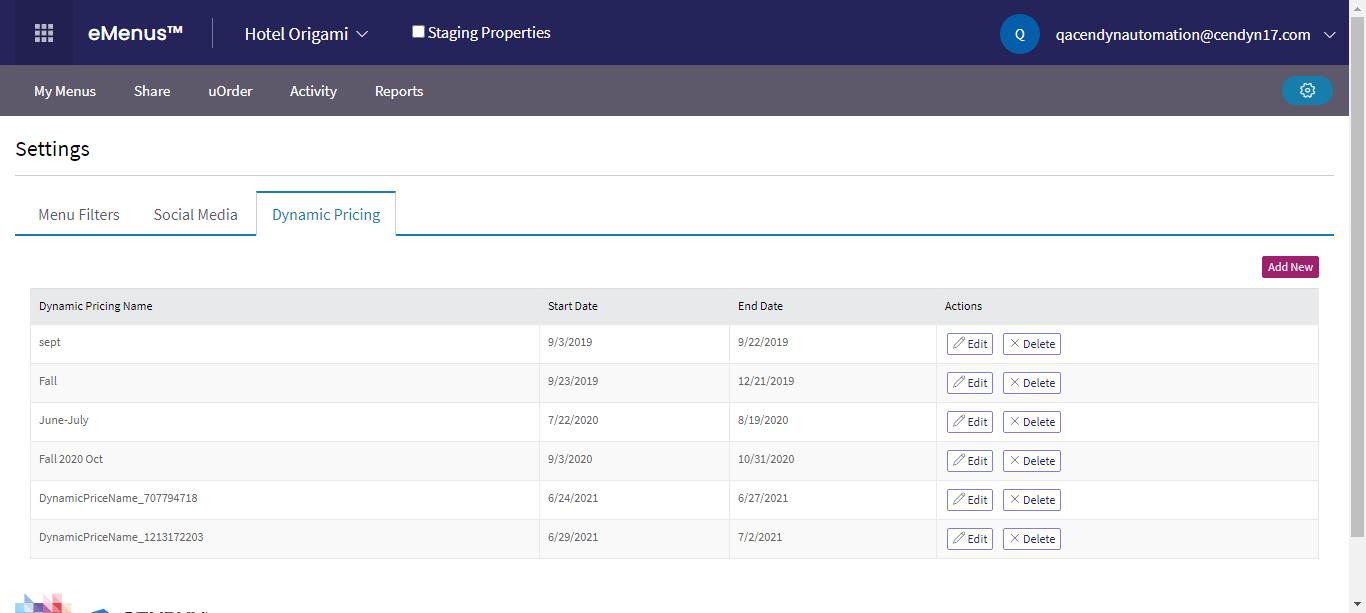 eMenus™ Hotel Origami Staging Properties Q qacendynautomation@cendyn17.com
My Menus Share uOrder Activity Reports
Settings
Menu Filters Social Media Dynamic Pricing
Add New
Dynamic Pricing Name Start Date End Date Actions
sept 9/3/2019 9/22/2019 Edit Delete
Fall 9/23/2019 12/21/2019 Edit Delete
June-July 7/22/2020 8/19/2020 Edit Delete
Fall 2020 Oct 9/3/2020 10/31/2020 Edit Delete
DynamicPriceName_707794718 6/24/2021 6/27/2021 Edit Delete
DynamicPriceName_1213172203 6/29/2021 7/2/2021 Edit Delete